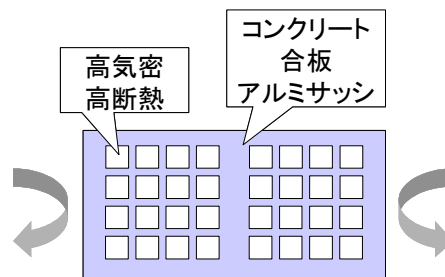 高気密
高断熱
コンクリート
合板
アルミサッシ